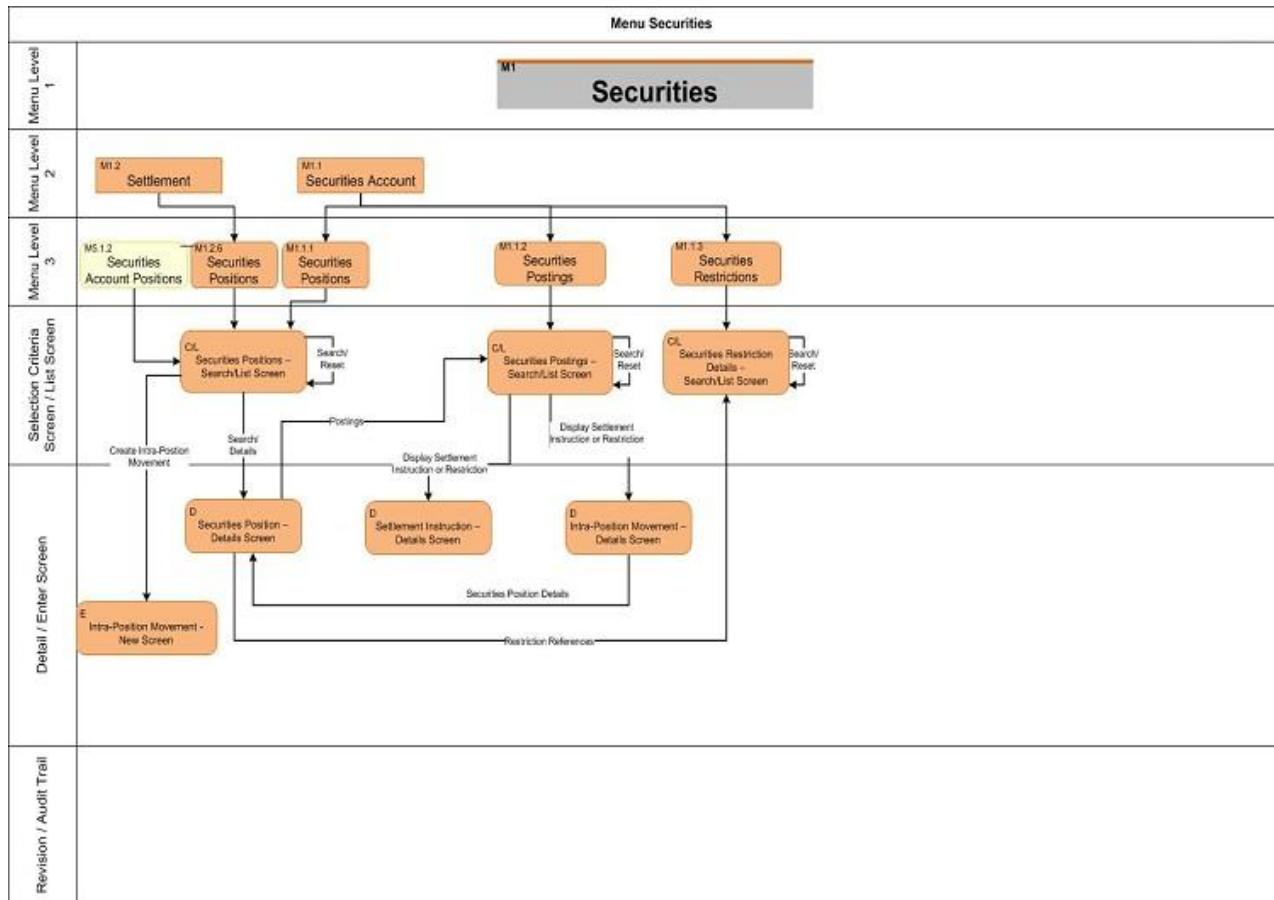 Menu Securities
Menu Level
1
M1
Securities
Menu Level
2
M1.2
Settlement
M1.1
Securities Account
Menu Level
3
M5.1.2
Securities
Account Positions
M1.2.6
Securities
Positions
M1.1.1
Securities
Positions
M1.1.2
Securities
Postings
M1.1.3
Securities
Restrictions
Selection Criteria
Screen / List Screen
C/L
Securities Positions –
Search/List Screen
Search/
Reset
C/L
Securities Postings –
Search/List Screen
Search/
Reset
C/L
Securities Restriction
Details –
Search/List Screen
Search/
Reset
Postings
Create Intra-Postion
Movement
Search/
Details
Display Settlement
Instruction or Restriction
Display Settlement
Instruction or Restriction
Detail / Enter Screen
D
Securities Position –
Details Screen
D
Settlement Instruction –
Details Screen
D
Intra-Position Movement –
Details Screen
Securities Position Details
E
Intra-Position Movement -
New Screen
Restriction References
Revision / Audit Trail